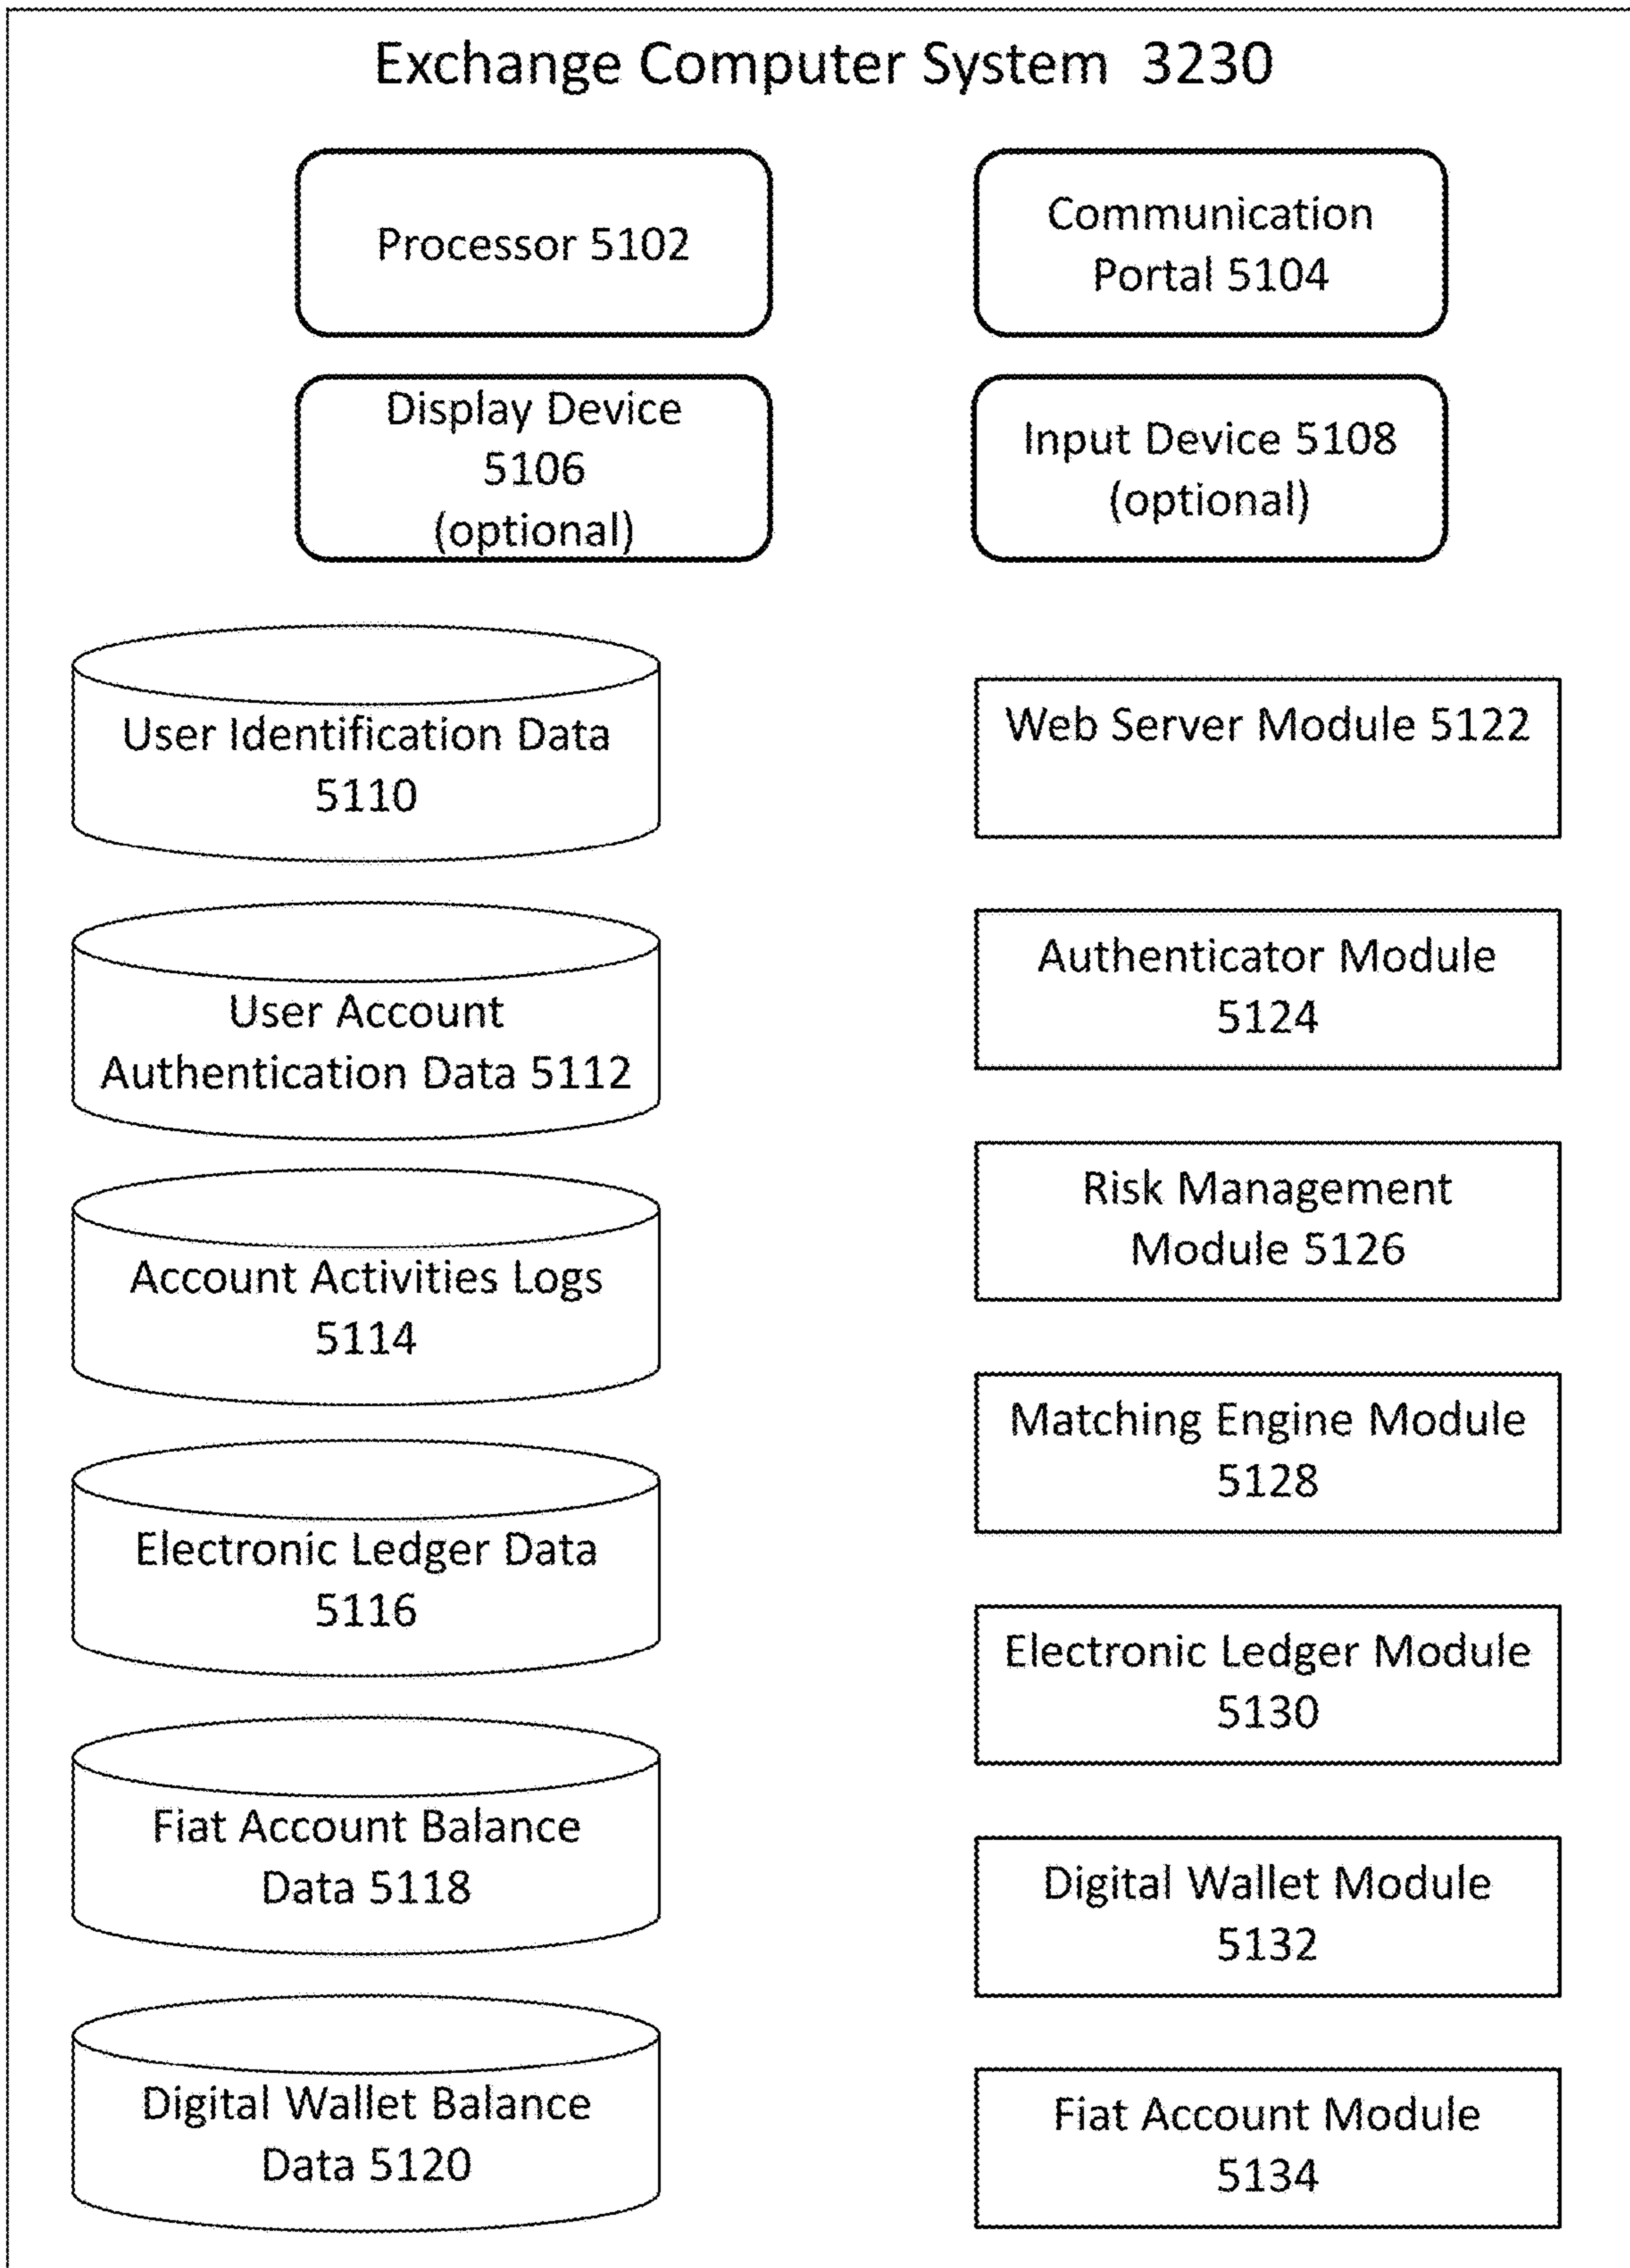 Exchange Computer System 3230
Processor 5102
Communication
Portal 5104
Display Device
5106
(optional)
Input Device 5108
(optional)
User Identification Data
5110
User Account
Authentication Data 5112
Account Activities Logs
5114
Electronic Ledger Data
5116
Fiat Account Balance
Data 5118
Digital Wallet Balance
Data 5120
Web Server Module 5122
Authenticator Module
5124
Risk Management
Module 5126
Matching Engine Module
5128
Electronic Ledger Module
5130
Digital Wallet Module
5132
Fiat Account Module
5134